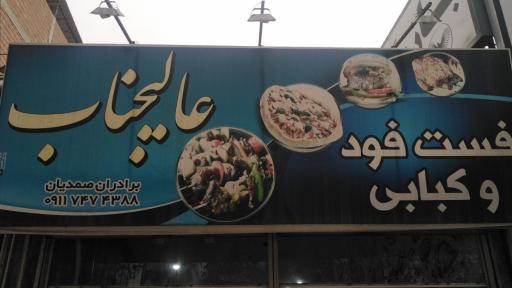 عالیجناب
فست فود
و کبابی
برادران صمدیان
۰۹۱۱ ۷۴۷ ۴۳۸۸